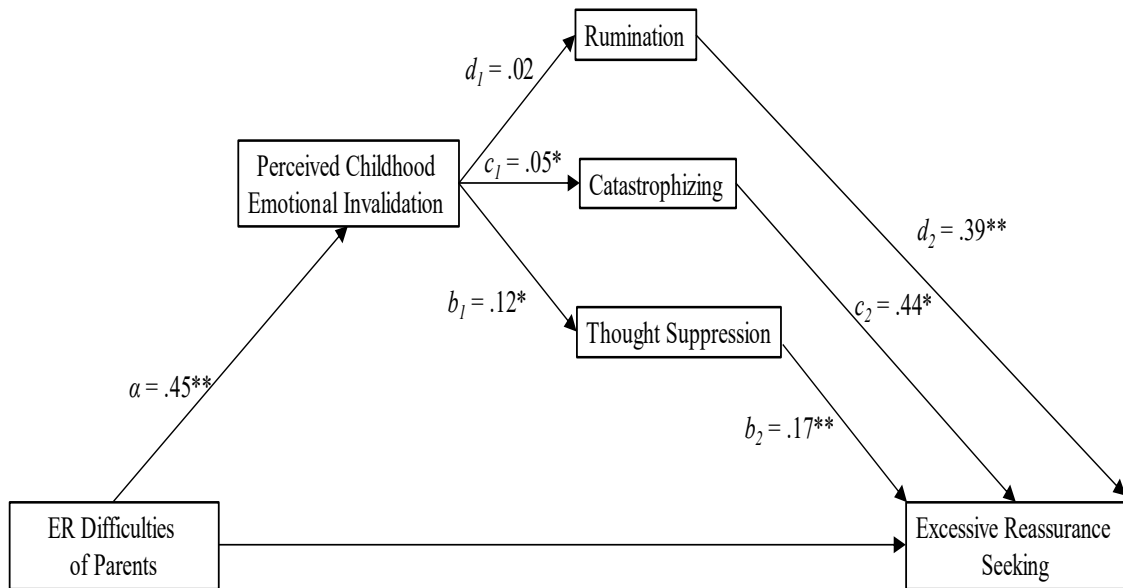 Rumination
d1 = .02
Perceived Childhood
Emotional Invalidation
c1 = .05*
Catastrophizing
d2 = .39**
b1 = .12*
c2 = .44*
Thought Suppression
α = .45**
b2 = .17**
ER Difficulties
of Parents
Excessive Reassurance
Seeking